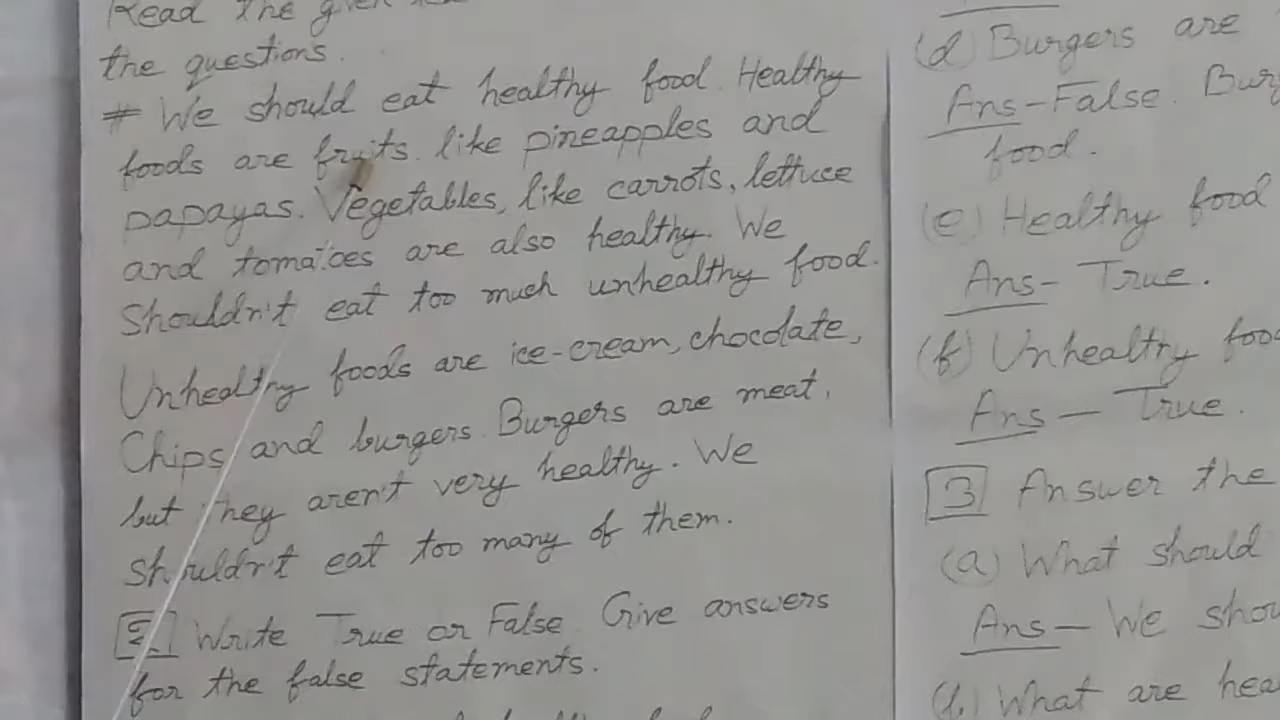 Read the given
the questions.
# We should eat healthy food. Healthy
foods are fruits like pineapples and
papayas. Vegetables, like carrots, lettuce
and tomatoes are also healthy. We
Shouldn't eat too much unhealthy food.
Unhealthy foods are ice-cream, chocolate,
Chips and burgers. Burgers are meat,
but they aren't very healthy. We
shouldn't eat too many of them.
2. Write True or False. Give answers
for the false statements.
(d) Burgers are
Ans-False. Bur
food.
(e) Healthy food
Ans- True.
(f) Unhealthy foo
Ans- True.
3 Answer the
(a) What should
Ans- We shou
(b) What are hea